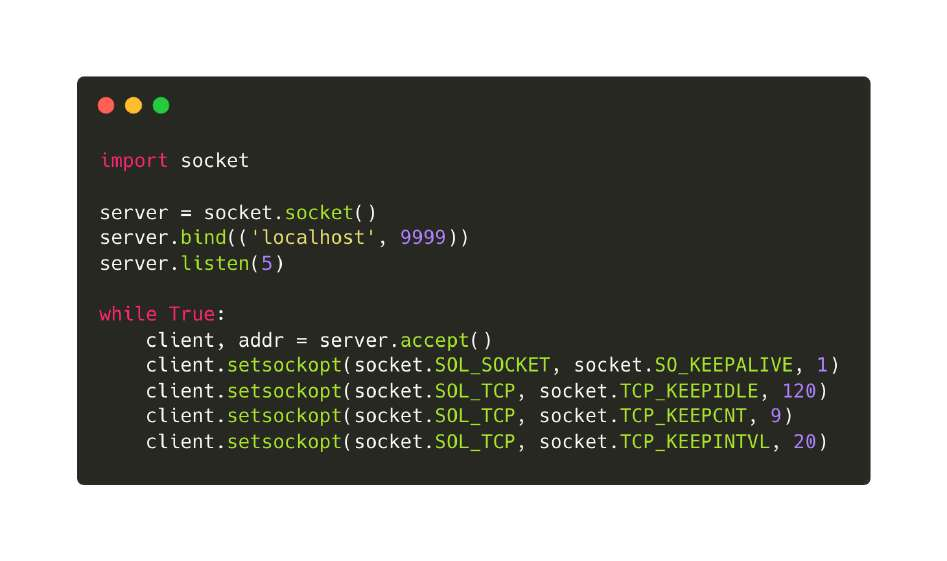 import socket

server = socket.socket()
server.bind(('localhost', 9999))
server.listen(5)

while True:
    client, addr = server.accept()
    client.setsockopt(socket.SOL_SOCKET, socket.SO_KEEPALIVE, 1)
    client.setsockopt(socket.SOL_TCP, socket.TCP_KEEPIDLE, 120)
    client.setsockopt(socket.SOL_TCP, socket.TCP_KEEPCNT, 9)
    client.setsockopt(socket.SOL_TCP, socket.TCP_KEEPINTVL, 20)